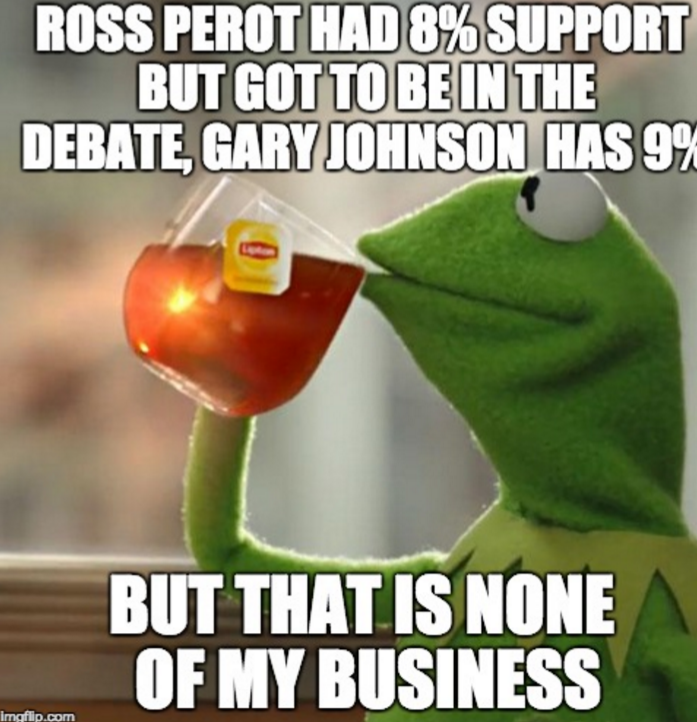 ROSS PEROT HAD 8% SUPPORT
BUT GOT TO BE IN THE
DEBATE, GARY JOHNSON HAS 9%
Lipton
BUT THAT IS NONE
OF MY BUSINESS
imgflip.com